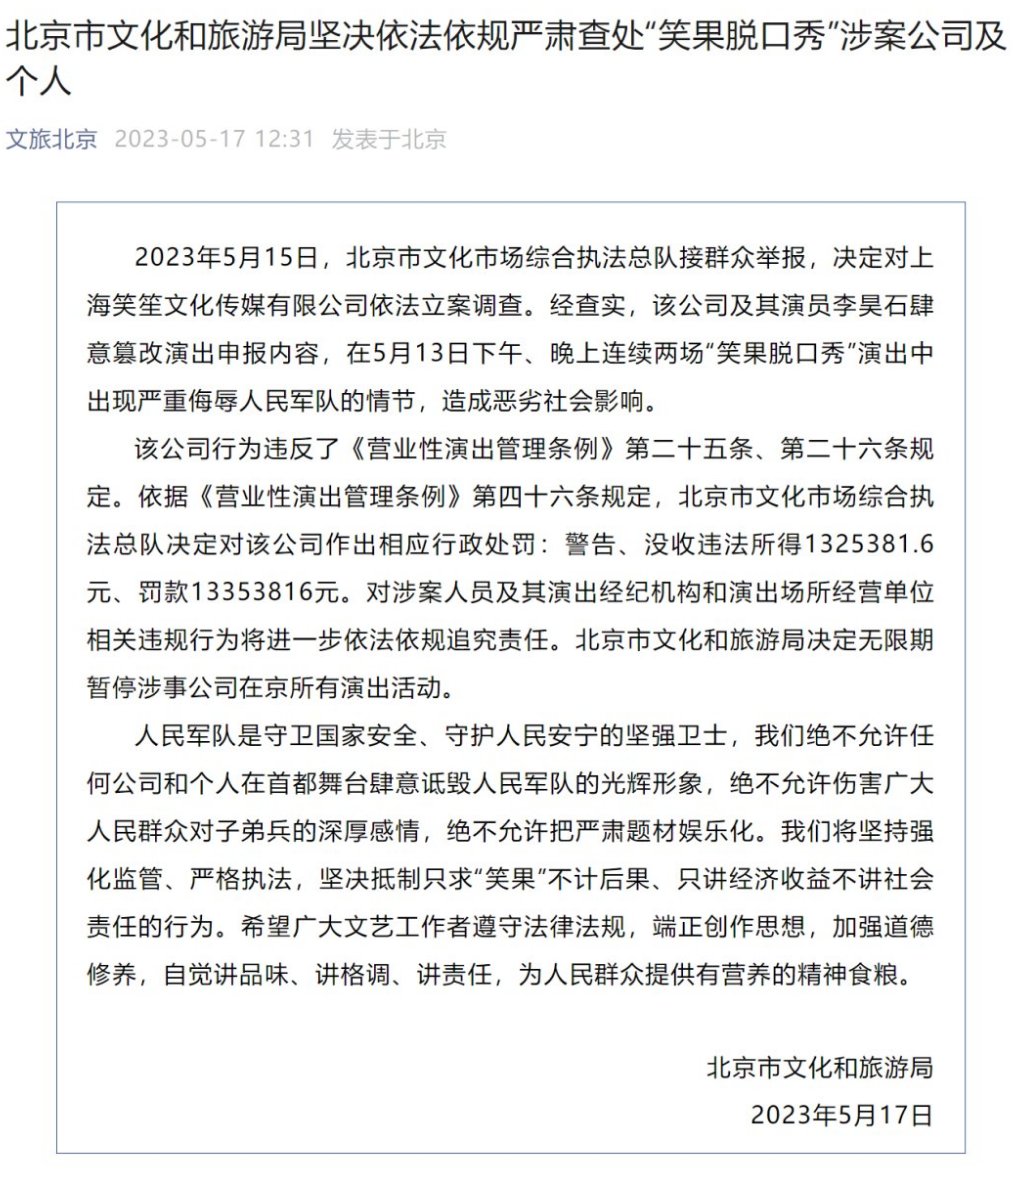 北京市文化和旅游局坚决依法依规严肃查处“笑果脱口秀”涉案公司及
个人
文旅北京 2023-05-17 12:31 发表于北京
2023年5月15日，北京市文化市场综合执法总队接群众举报，决定对上
海笑笙文化传媒有限公司依法立案调查。经查实，该公司及其演员李昊石肆
意篡改演出申报内容，在5月13日下午、晚上连续两场“笑果脱口秀”演出中
出现严重侮辱人民军队的情节，造成恶劣社会影响。
该公司行为违反了《营业性演出管理条例》第二十五条、第二十六条规
定。依据《营业性演出管理条例》第四十六条规定，北京市文化市场综合执
法总队决定对该公司作出相应行政处罚：警告、没收违法所得1325381.6
元、罚款13353816元。对涉案人员及其演出经纪机构和演出场所经营单位
相关违规行为将进一步依法依规追究责任。北京市文化和旅游局决定无限期
暂停涉事公司在京所有演出活动。
人民军队是守卫国家安全、守护人民安宁的坚强卫士，我们绝不允许任
何公司和个人在首都舞台肆意诋毁人民军队的光辉形象，绝不允许伤害广大
人民群众对子弟兵的深厚感情，绝不允许把严肃题材娱乐化。我们将坚持强
化监管、严格执法，坚决抵制只求“笑果”不计后果、只讲经济收益不讲社会
责任的行为。希望广大文艺工作者遵守法律法规，端正创作思想，加强道德
修养，自觉讲品味、讲格调、讲责任，为人民群众提供有营养的精神食粮。
北京市文化和旅游局
2023年5月17日